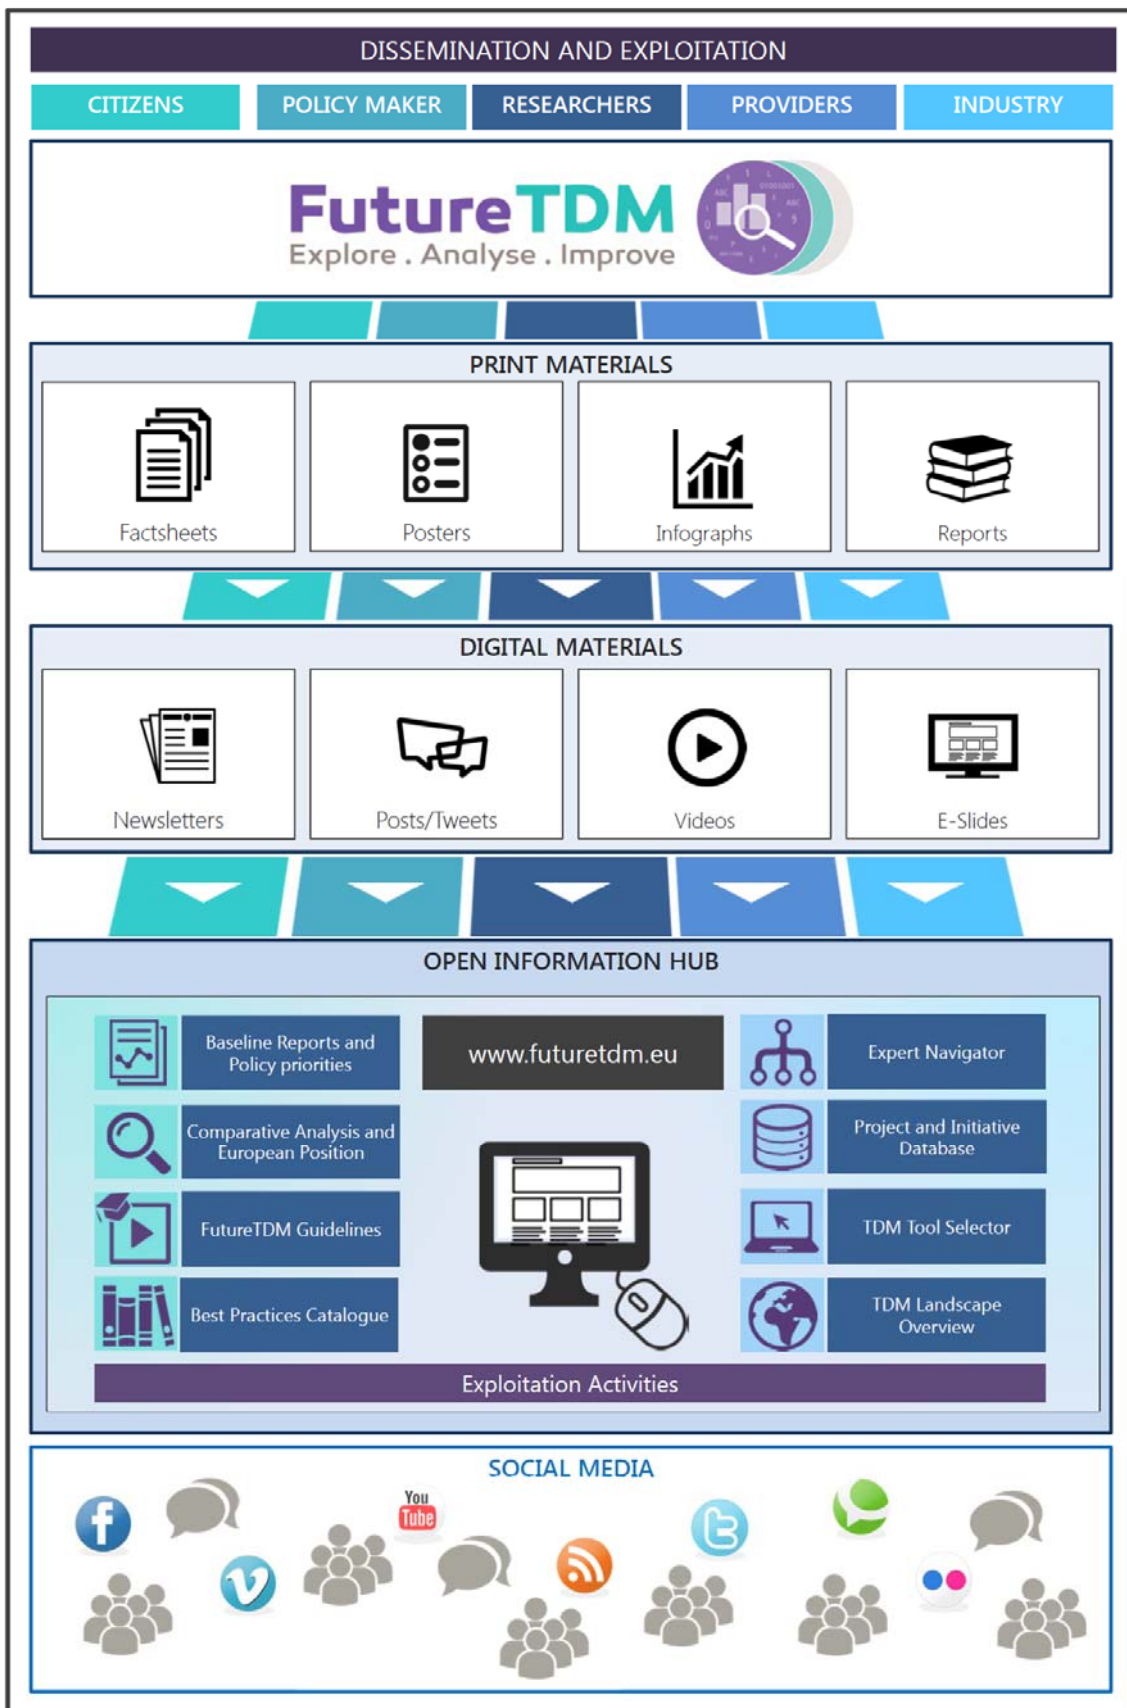 DISSEMINATION AND EXPLOITATION
CITIZENS
POLICY MAKER
RESEARCHERS
PROVIDERS
INDUSTRY
FutureTDM
Explore . Analyse . Improve
PRINT MATERIALS
Factsheets
Posters
Infographs
Reports
DIGITAL MATERIALS
Newsletters
Posts/Tweets
Videos
E-Slides
OPEN INFORMATION HUB
Baseline Reports and
Policy priorities
www.futuretdm.eu
Expert Navigator
Comparative Analysis and
European Position
Project and Initiative
Database
FutureTDM Guidelines
TDM Tool Selector
Best Practices Catalogue
TDM Landscape
Overview
Exploitation Activities
SOCIAL MEDIA
You
Tube